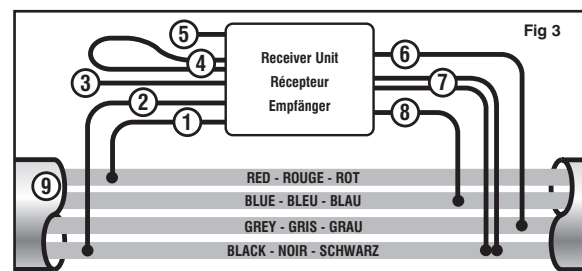 Fig 3
5
6
Receiver Unit
4
7
Récepteur
3
Empfänger
2
8
1
9
RED - ROUGE - ROT
BLUE - BLEU - BLAU
GREY - GRIS - GRAU
BLACK - NOIR - SCHWARZ